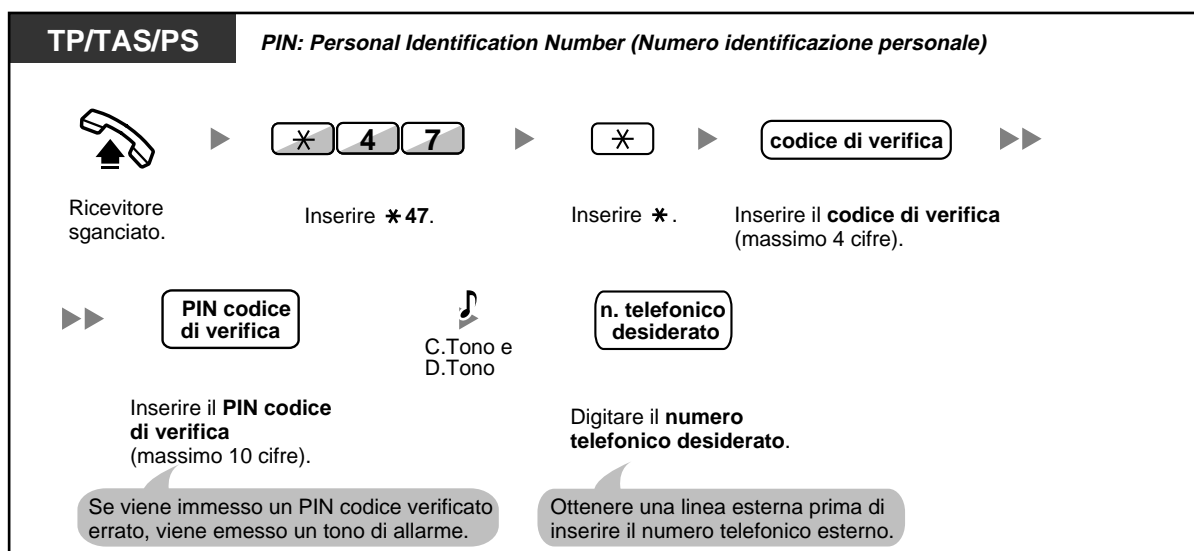 TP/TAS/PS
PIN: Personal Identification Number (Numero identificazione personale)
* 4 7
*
codice di verifica
Ricevitore
sganciato.
Inserire *47.
Inserire *.
Inserire il codice di verifica
(massimo 4 cifre).
PIN codice
di verifica
C.Tono e
D.Tono
n. telefonico
desiderato
Inserire il PIN codice
di verifica
(massimo 10 cifre).
Digitare il numero
telefonico desiderato.
Se viene immesso un PIN codice verificato
errato, viene emesso un tono di allarme.
Ottenere una linea esterna prima di
inserire il numero telefonico esterno.